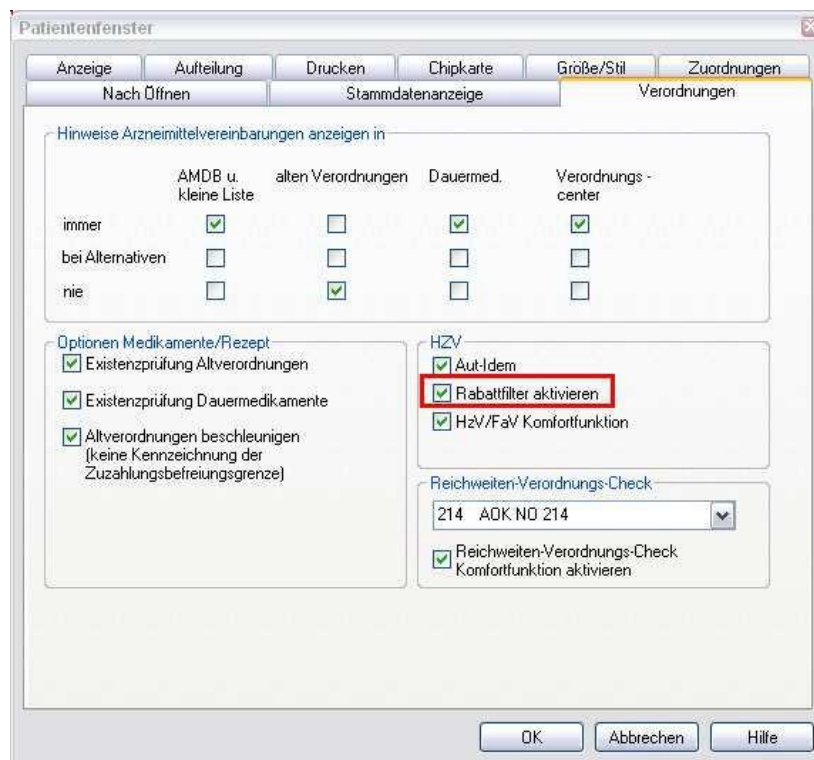 Patientenfenster
Anzeige Aufteilung Drucken Chipkarte Größe/Stil Zuordnungen
Nach Öffnen Stammdatenanzeige Verordnungen
Hinweise Arzneimittelvereinbarungen anzeigen in
AMDB u. kleine Liste alten Verordnungen Dauermed. Verordnungs - center
immer
bei Alternativen
nie
Optionen Medikamente/Rezept
Existenzprüfung Altverordnungen
Existenzprüfung Dauermedikamente
Altverordnungen beschleunigen
(keine Kennzeichnung der
Zuzahlungsbefreiungsgrenze)
HZV
Aut-Idem
Rabattfilter aktivieren
HzV/FaV Komfortfunktion
Reichweiten-Verordnungs-Check
214 AOK NO 214
Reichweiten-Verordnungs-Check
Komfortfunktion aktivieren
OK Abbrechen Hilfe